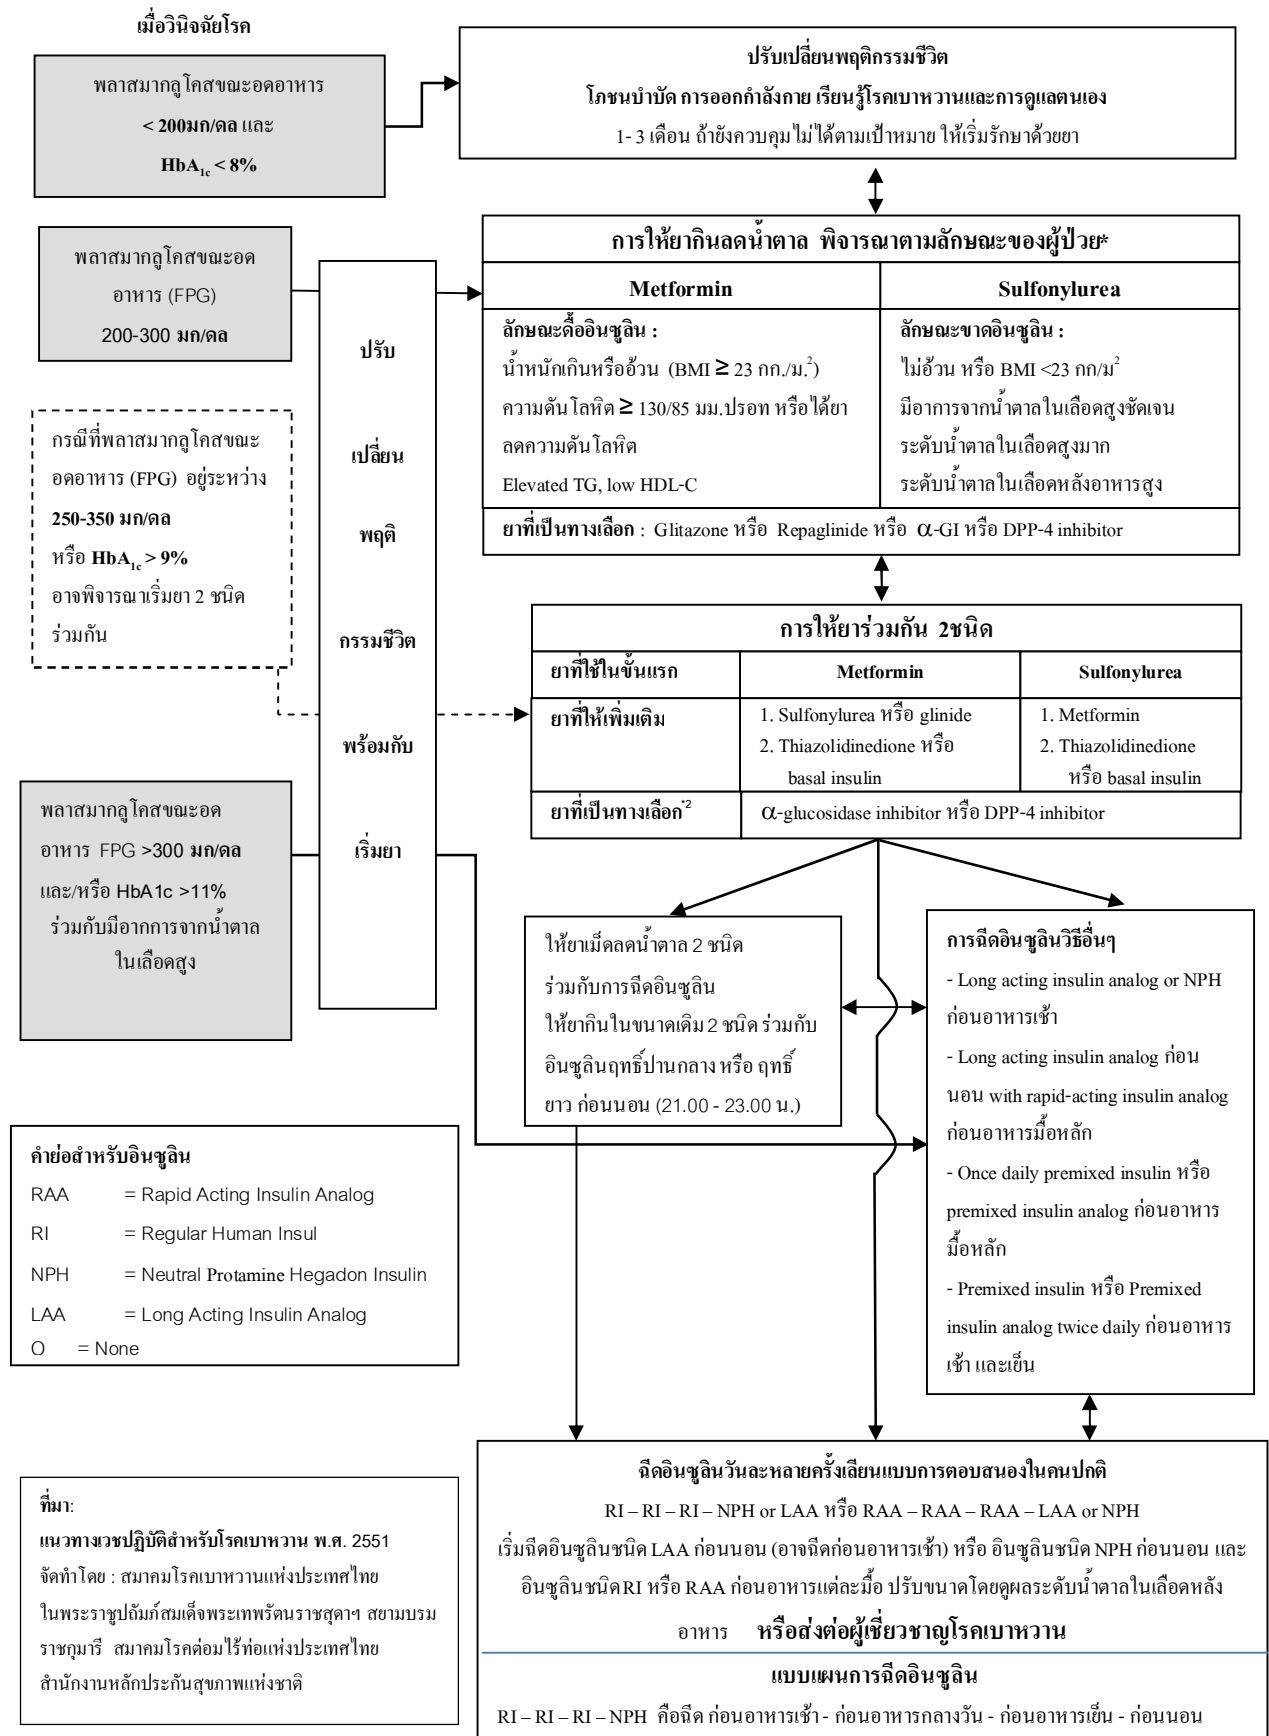 เมื่อวินิจฉัยโรค
พลาสมากลูโคสขณะอดอาหาร
< 200มก/ดล และ
HbA1c < 8%
ปรับเปลี่ยนพฤติกรรมชีวิต
โภชนบำบัด การออกกำลังกาย เรียนรู้โรคเบาหวานและการดูแลตนเอง
1- 3 เดือน ถ้ายังควบคุมไม่ได้ตามเป้าหมาย ให้เริ่มรักษาด้วยยา
พลาสมากลูโคสขณะอด
อาหาร (FPG)
200-300 มก/ดล
ปรับ
เปลี่ยน
พฤติ
กรรมชีวิต
พร้อมกับ
เริ่มยา
การให้ยากินลดน้ำตาล พิจารณาตามลักษณะของผู้ป่วย*
Metformin
Sulfonylurea
ลักษณะดื้ออินซูลิน :
น้ำหนักเกินหรืออ้วน (BMI ≥ 23 กก./ม.2)
ความดันโลหิต ≥ 130/85 มม.ปรอท หรือได้ยา
ลดความดันโลหิต
Elevated TG, low HDL-C
ลักษณะขาดอินซูลิน :
ไม่อ้วน หรือ BMI <23 กก/ม2
มีอาการจากน้ำตาลในเลือดสูงชัดเจน
ระดับน้ำตาลในเลือดสูงมาก
ระดับน้ำตาลในเลือดหลังอาหารสูง
ยาที่เป็นทางเลือก : Glitazone หรือ Repaglinide หรือ α-GI หรือ DPP-4 inhibitor
กรณีที่พลาสมากลูโคสขณะ
อดอาหาร (FPG) อยู่ระหว่าง
250-350 มก/ดล
หรือ HbA1c > 9%
อาจพิจารณาเริ่มยา 2 ชนิด
ร่วมกัน
การให้ยาร่วมกัน 2ชนิด
ยาที่ใช้ในขั้นแรก
Metformin
Sulfonylurea
ยาที่ให้เพิ่มเติม
1. Sulfonylurea หรือ glinide
2. Thiazolidinedione หรือ
basal insulin
1. Metformin
2. Thiazolidinedione
หรือ basal insulin
ยาที่เป็นทางเลือก*2
α-glucosidase inhibitor หรือ DPP-4 inhibitor
พลาสมากลูโคสขณะอด
อาหาร FPG >300 มก/ดล
และ/หรือ HbA1c >11%
ร่วมกับมีอากการจากน้ำตาล
ในเลือดสูง
ให้ยาเม็ดลดน้ำตาล 2 ชนิด
ร่วมกับการฉีดอินซูลิน
ให้ยากินในขนาดเดิม 2 ชนิด ร่วมกับ
อินซูลินฤทธิ์ปานกลาง หรือ ฤทธิ์
ยาว ก่อนนอน (21.00 - 23.00 น.)
การฉีดอินซูลินวิธีอื่นๆ
- Long acting insulin analog or NPH
ก่อนอาหารเช้า
- Long acting insulin analog ก่อน
นอน with rapid-acting insulin analog
ก่อนอาหารมื้อหลัก
- Once daily premixed insulin หรือ
premixed insulin analog ก่อนอาหาร
มื้อหลัก
- Premixed insulin หรือ Premixed
insulin analog twice daily ก่อนอาหาร
เช้า และเย็น
คำย่อสำหรับอินซูลิน
RAA = Rapid Acting Insulin Analog
RI = Regular Human Insul
NPH = Neutral Protamine Hegadon Insulin
LAA = Long Acting Insulin Analog
O = None
ที่มา:
แนวทางเวชปฏิบัติสำหรับโรคเบาหวาน พ.ศ. 2551
จัดทำโดย : สมาคมโรคเบาหวานแห่งประเทศไทย
ในพระราชูปถัมภ์สมเด็จพระเทพรัตนราชสุดาฯ สยามบรม
ราชกุมารี สมาคมโรคต่อมไร้ท่อแห่งประเทศไทย
สำนักงานหลักประกันสุขภาพแห่งชาติ
ฉีดอินซูลินวันละหลายครั้งเลียนแบบการตอบสนองในคนปกติ
RI – RI – RI – NPH or LAA หรือ RAA – RAA – RAA – LAA or NPH
เริ่มฉีดอินซูลินชนิด LAA ก่อนนอน (อาจฉีดก่อนอาหารเช้า) หรือ อินซูลินชนิด NPH ก่อนนอน และ
อินซูลินชนิด RI หรือ RAA ก่อนอาหารแต่ละมื้อ ปรับขนาดโดยดูผลระดับน้ำตาลในเลือดหลัง
อาหาร หรือส่งต่อผู้เชี่ยวชาญโรคเบาหวาน
แบบแผนการฉีดอินซูลิน
RI – RI – RI – NPH คือฉีด ก่อนอาหารเช้า - ก่อนอาหารกลางวัน - ก่อนอาหารเย็น - ก่อนนอน